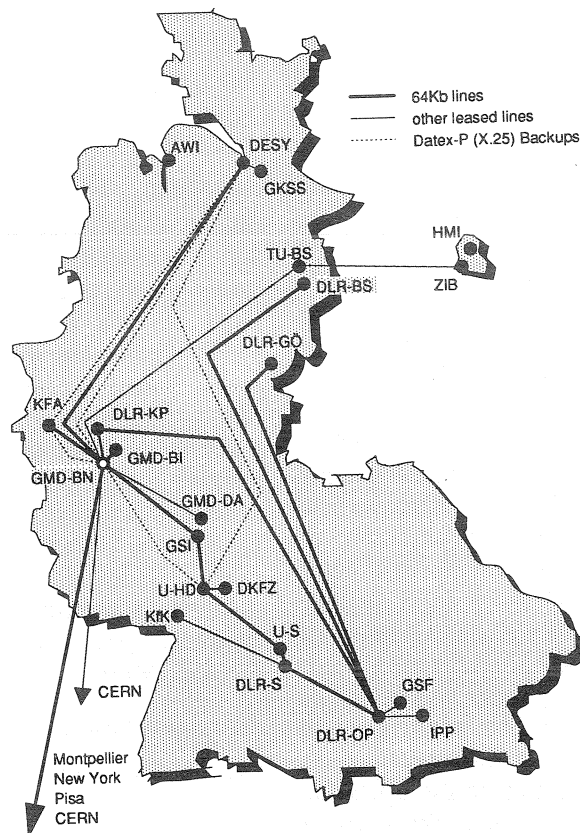 64Kb lines
other leased lines
Datex-P (X.25) Backups
AWI
DESY
GKSS
HMI
TU-BS
ZIB
DLR-BS
DLR-GÖ
KFA
DLR-KP
GMD-BI
GMD-BN
GMD-DA
GSI
U-HD
DKFZ
KfK
U-S
DLR-S
CERN
GSF
DLR-OP
IPP
Montpellier
New York
Pisa
CERN